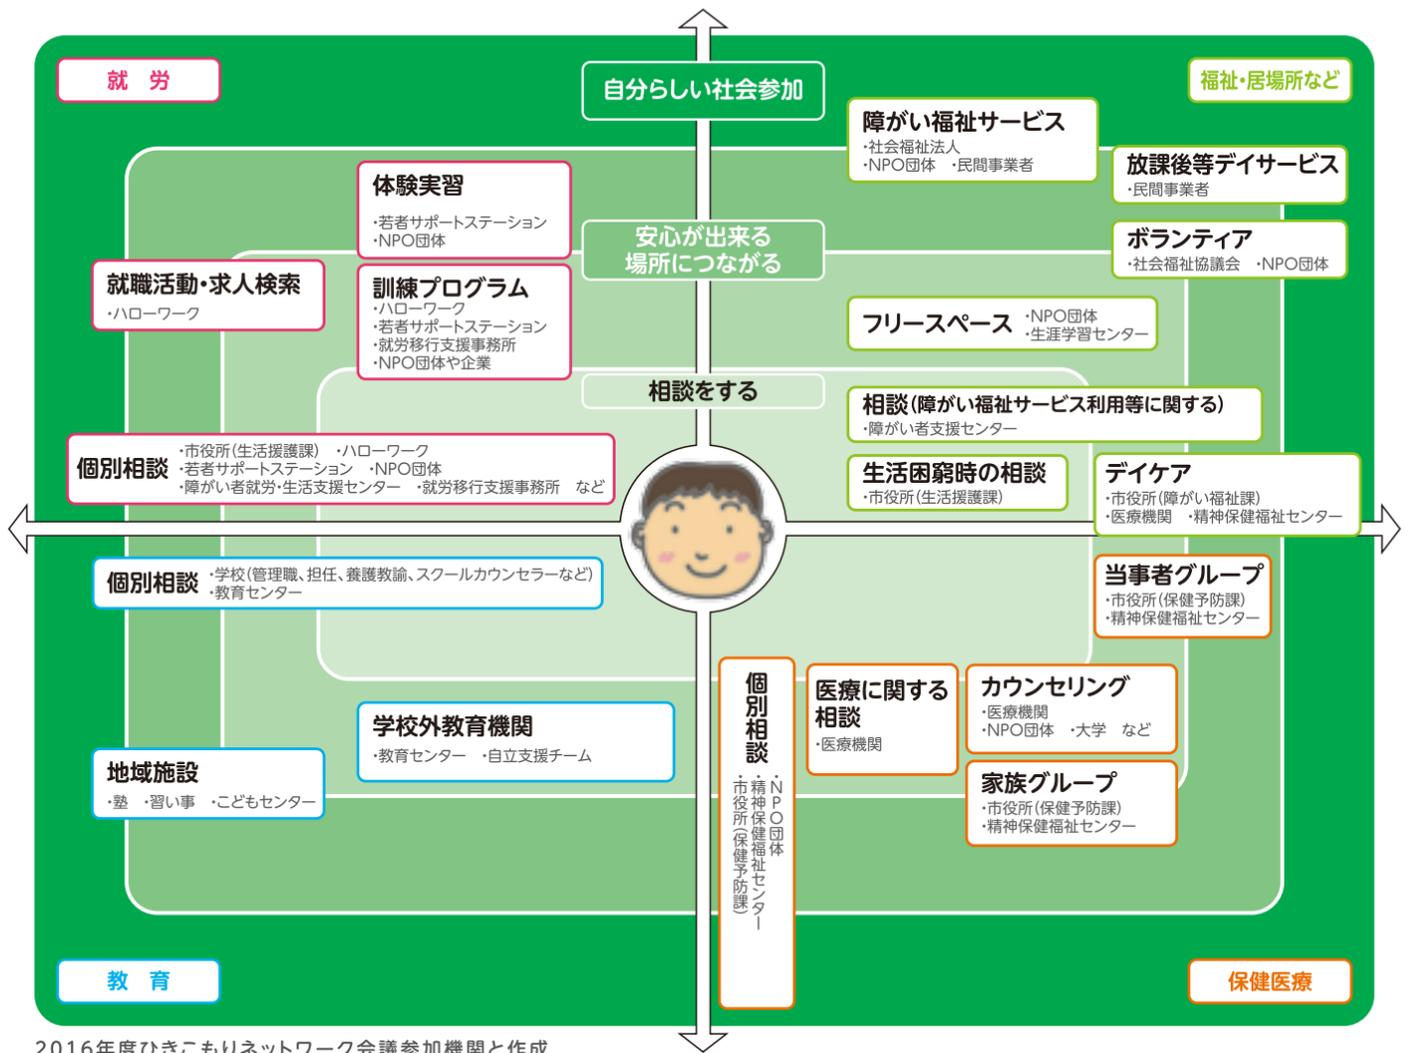 就 労
自分らしい社会参加
福祉・居場所など
体験実習
・若者サポートステーション
・NPO団体
就職活動・求人検索
・ハローワーク
訓練プログラム
・ハローワーク
・若者サポートステーション
・就労移行支援事務所
・NPO団体や企業
個別相談
・市役所(生活援護課) ・ハローワーク
・若者サポートステーション ・NPO団体
・障がい者就労・生活支援センター ・就労移行支援事務所 など
安心が出来る
場所につながる
相談をする
障がい福祉サービス
・社会福祉法人
・NPO団体 ・民間事業者
放課後等デイサービス
・民間事業者
ボランティア
・社会福祉協議会 ・NPO団体
フリースペース
・NPO団体
・生涯学習センター
相談(障がい福祉サービス利用等に関する)
・障がい者支援センター
生活困窮時の相談
・市役所(生活援護課)
デイケア
・市役所(障がい福祉課)
・医療機関 ・精神保健福祉センター
個別相談
・学校(管理職、担任、養護教諭、スクールカウンセラーなど)
・教育センター
学校外教育機関
・教育センター ・自立支援チーム
地域施設
・塾 ・習い事 ・こどもセンター
当事者グループ
・市役所(保健予防課)
・精神保健福祉センター
個別相談
・NPO団体
・精神保健福祉センター
・市役所(保健予防課)
医療に関する
相談
・医療機関
カウンセリング
・医療機関
・NPO団体 ・大学 など
家族グループ
・市役所(保健予防課)
・精神保健福祉センター
教 育
保健医療
2016年度ひきこもりネットワーク会議参加機関と作成